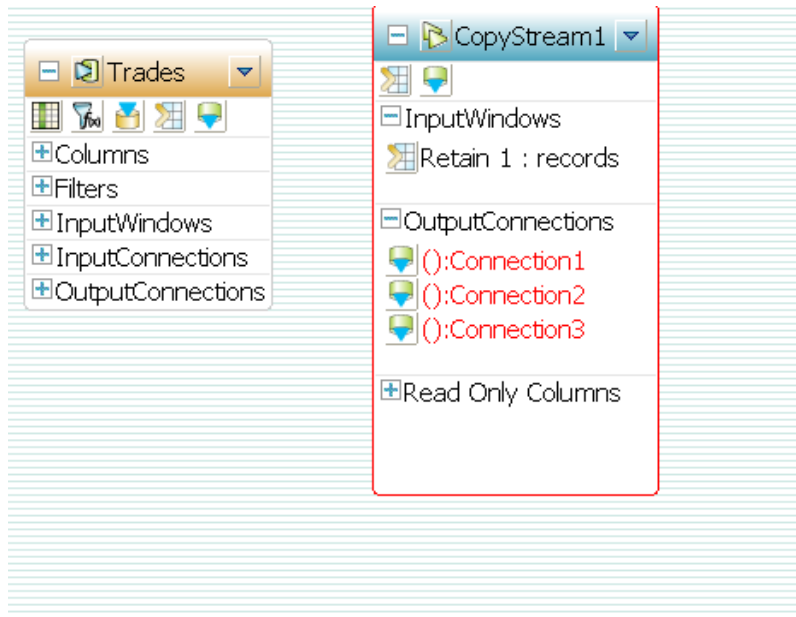 Trades
Columns
Filters
InputWindows
InputConnections
OutputConnections
CopyStream1
InputWindows
Retain 1 : records
OutputConnections
():Connection1
():Connection2
():Connection3
Read Only Columns